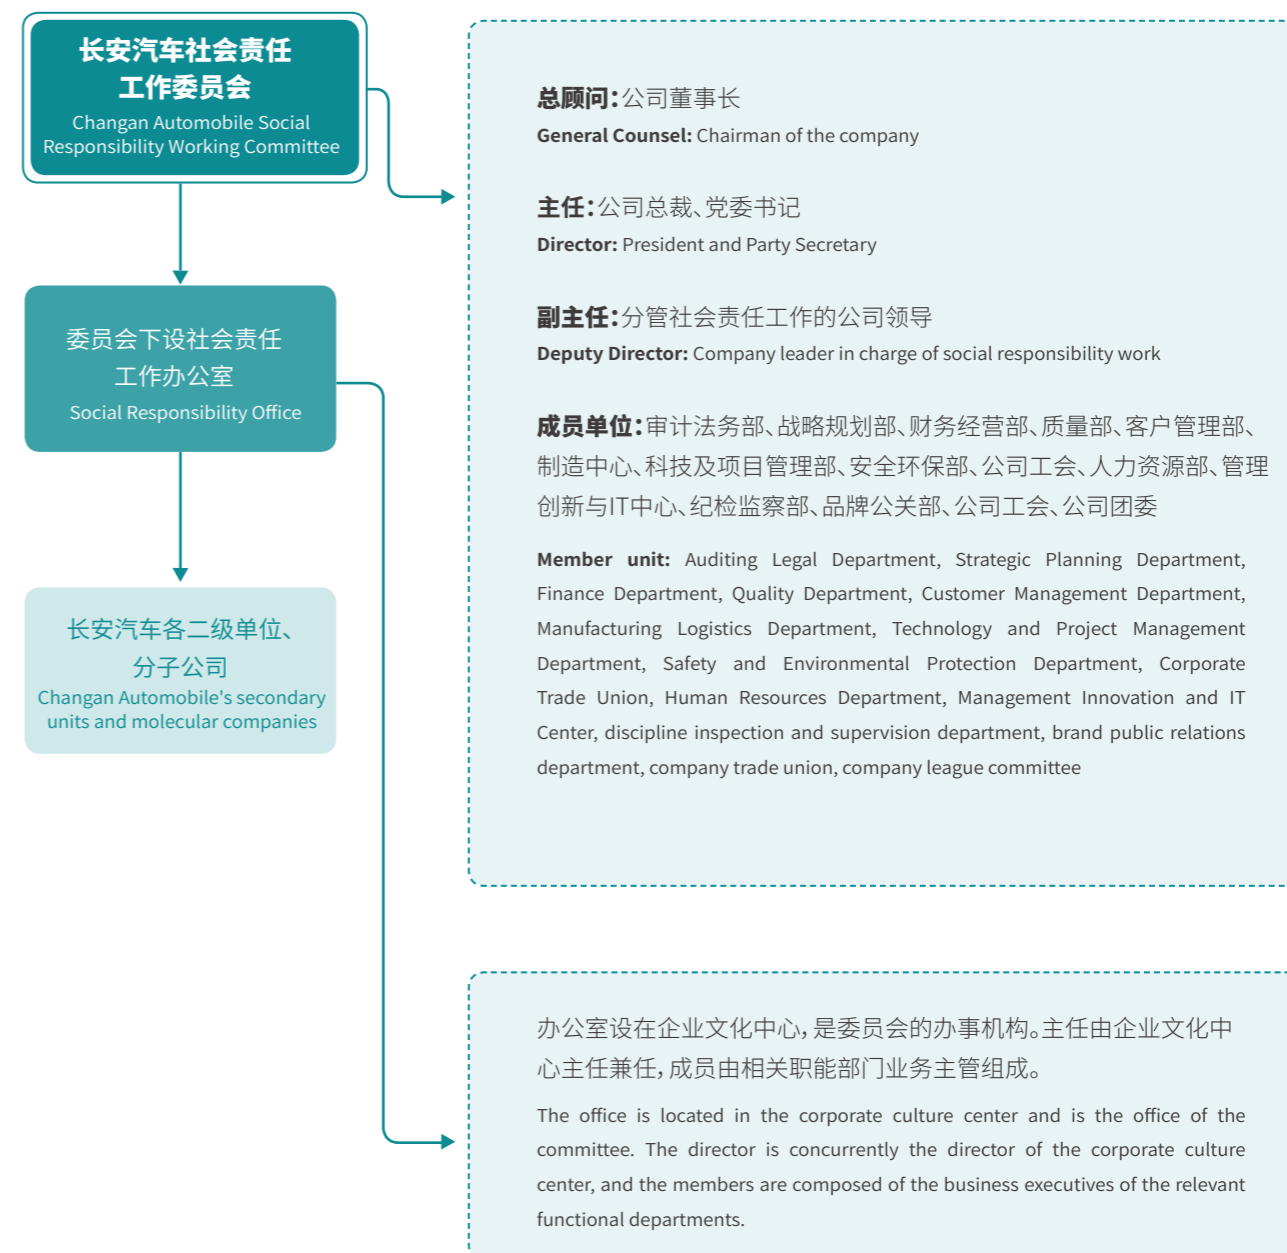 长安汽车社会责任
工作委员会
Changan Automobile Social
Responsibility Working Committee
委员会下设社会责任
工作办公室
Social Responsibility Office
长安汽车各二级单位、
分子公司
Changan Automobile's secondary
units and molecular companies
总顾问：公司董事长
General Counsel: Chairman of the company
主任：公司总裁、党委书记
Director: President and Party Secretary
副主任：分管社会责任工作的公司领导
Deputy Director: Company leader in charge of social responsibility work
成员单位：审计法务部、战略规划部、财务经营部、质量部、客户管理部、
制造中心、科技及项目管理部、安全环保部、公司工会、人力资源部、管理
创新与IT中心、纪检监察部、品牌公关部、公司工会、公司团委
Member unit: Auditing Legal Department, Strategic Planning Department,
Finance Department, Quality Department, Customer Management Department,
Manufacturing Logistics Department, Technology and Project Management
Department, Safety and Environmental Protection Department, Corporate
Trade Union, Human Resources Department, Management Innovation and IT
Center, discipline inspection and supervision department, brand public relations
department, company trade union, company league committee
办公室设在企业文化中心，是委员会的办事机构。主任由企业文化中
心主任兼任，成员由相关职能部门业务主管组成。
The office is located in the corporate culture center and is the office of the
committee. The director is concurrently the director of the corporate culture
center, and the members are composed of the business executives of the relevant
functional departments.